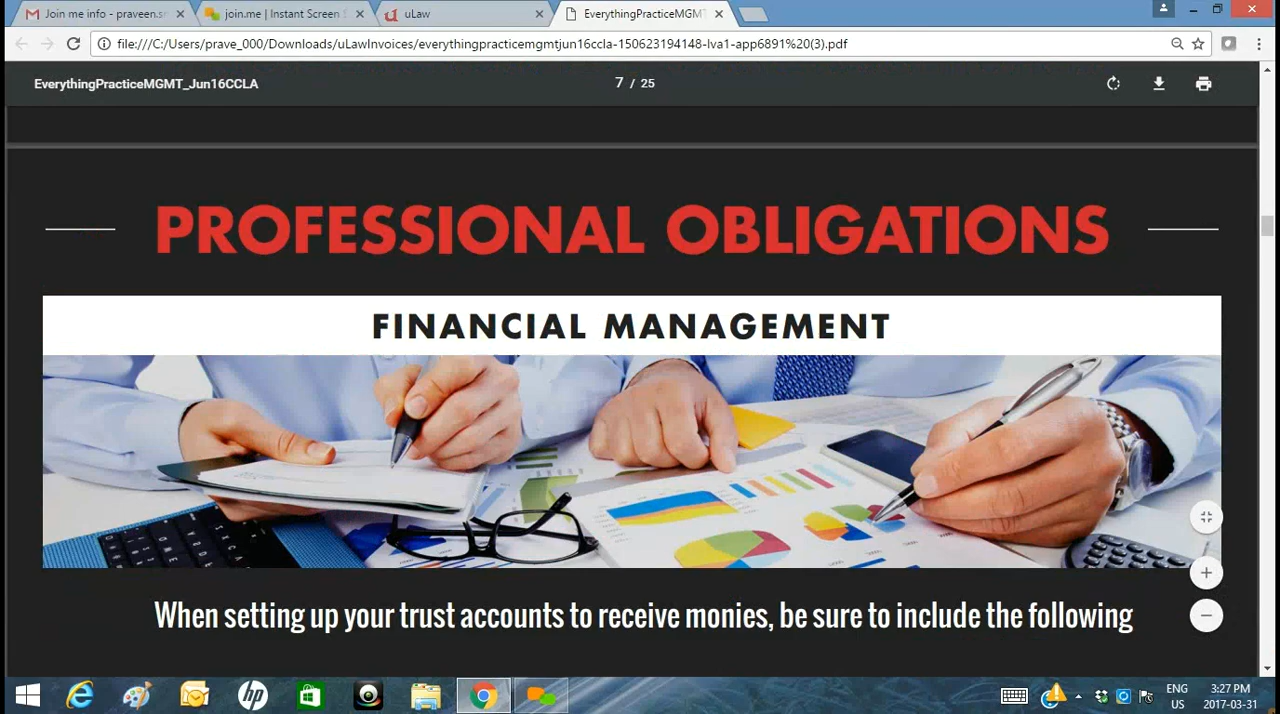 Join me info - praveen.se
join.me | Instant Screen S
uLaw
EverythingPracticeMGMT
file:///C:/Users/prave_000/Downloads/uLawInvoices/everythingpracticemgmtjun16ccla-150623194148-lva1-app6891%20(3).pdf
EverythingPracticeMGMT_Jun16CCLA
7 / 25
PROFESSIONAL OBLIGATIONS
FINANCIAL MANAGEMENT
When setting up your trust accounts to receive monies, be sure to include the following
ENG
US
3:27 PM
2017-03-31